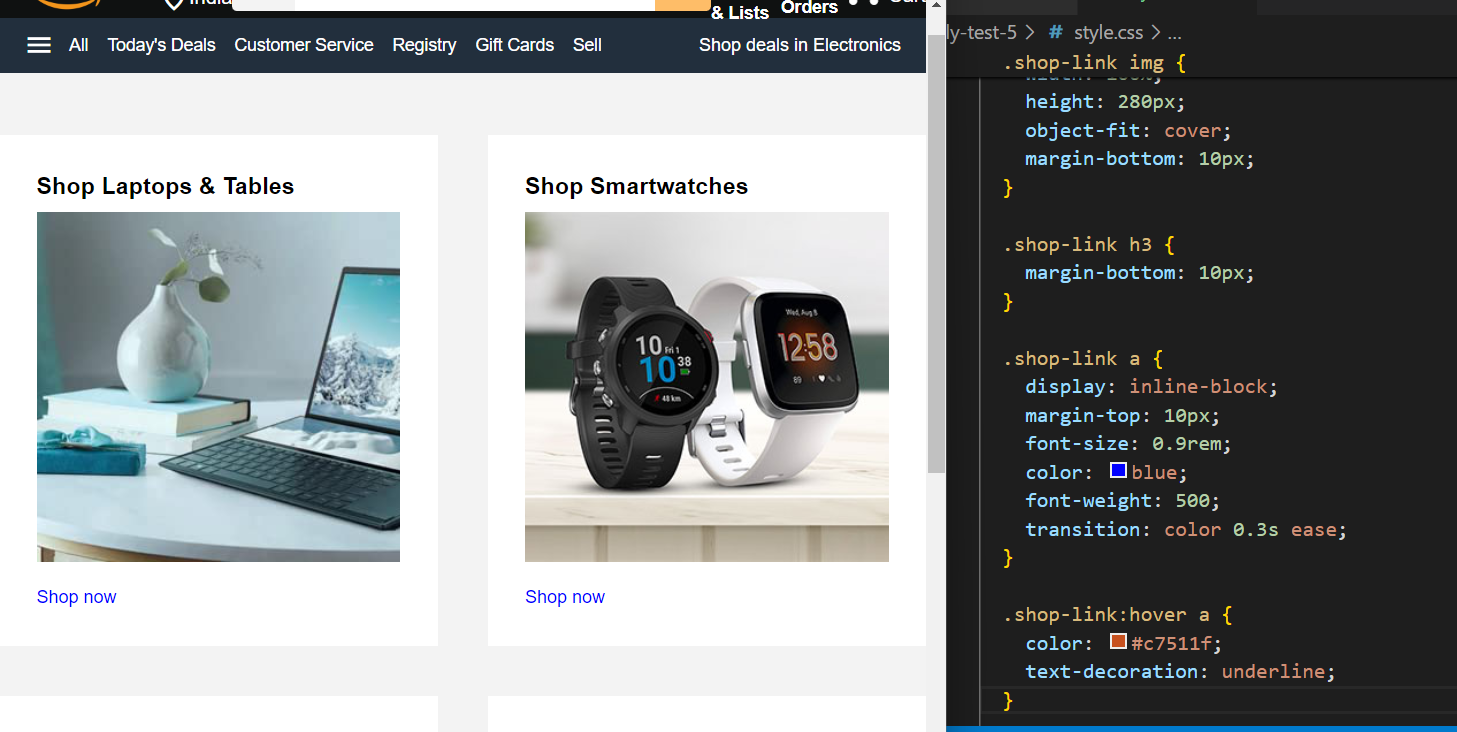 India
& Lists
Orders
Cart
All Today's Deals Customer Service Registry Gift Cards Sell Shop deals in Electronics
Shop Laptops & Tables
Shop now
Shop Smartwatches
10 Fri 1
10 38
48 km
Wed, Aug 8
12:58
89
Shop now
ly-test-5 > # style.css > ...
.shop-link img {
width: 100%;
height: 280px;
object-fit: cover;
margin-bottom: 10px;
}
.shop-link h3 {
margin-bottom: 10px;
}
.shop-link a {
display: inline-block;
margin-top: 10px;
font-size: 0.9rem;
color: blue;
font-weight: 500;
transition: color 0.3s ease;
}
.shop-link:hover a {
color: #c7511f;
text-decoration: underline;
}